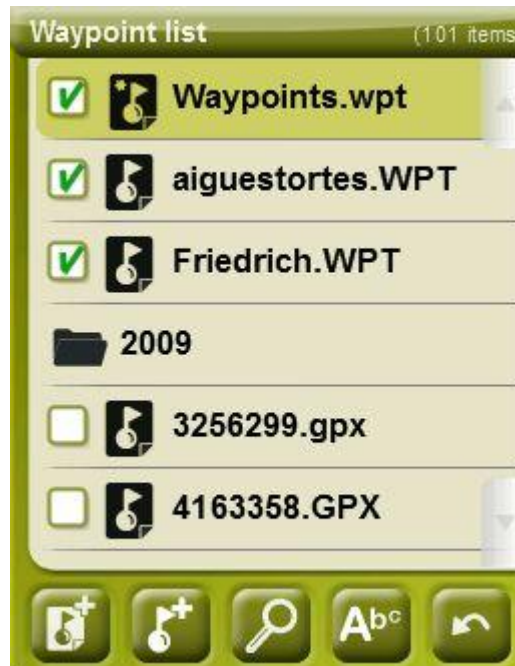 Waypoint list (101 items
Waypoints.wpt
aiguestortes.WPT
Friedrich.WPT
2009
3256299.gpx
4163358.GPX
Abc